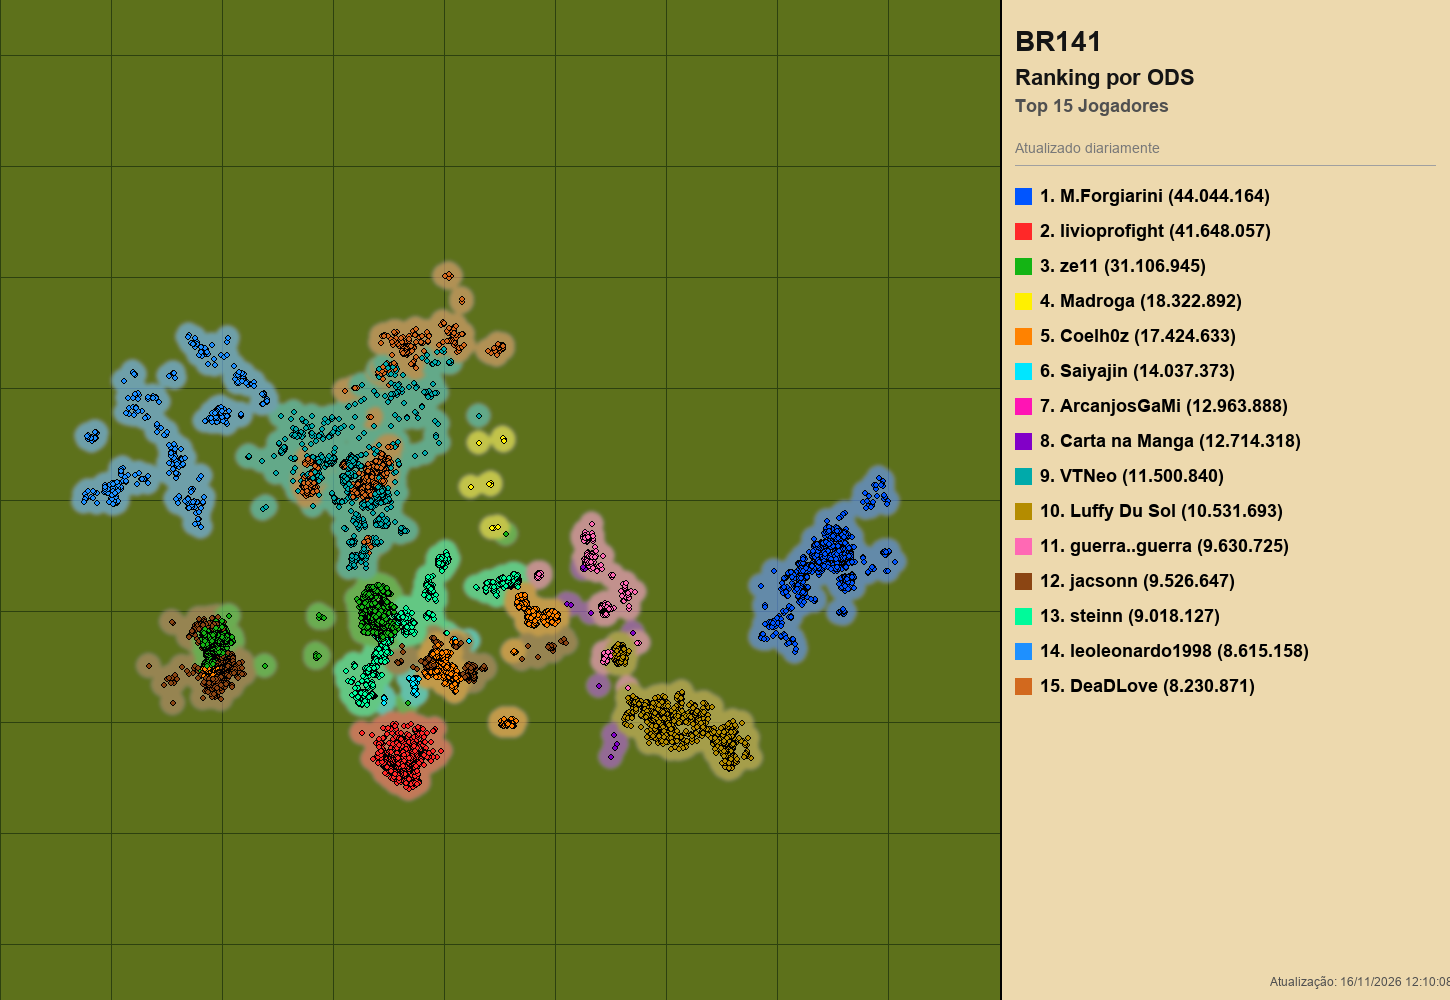 BR141
Ranking por ODS
Top 15 Jogadores
Atualizado diariamente
1. M.Forgiarini (44.044.164)
2. livioprofight (41.648.057)
3. ze11 (31.106.945)
4. Madroga (18.322.892)
5. Coelh0z (17.424.633)
6. Saiyajin (14.037.373)
7. ArcanjosGaMi (12.963.888)
8. Carta na Manga (12.714.318)
9. VTNeo (11.500.840)
10. Luffy Du Sol (10.531.693)
11. guerra..guerra (9.630.725)
12. jacsonn (9.526.647)
13. steinn (9.018.127)
14. leoleonardo1998 (8.615.158)
15. DeaDLove (8.230.871)
Atualização: 16/11/2026 12:10:08